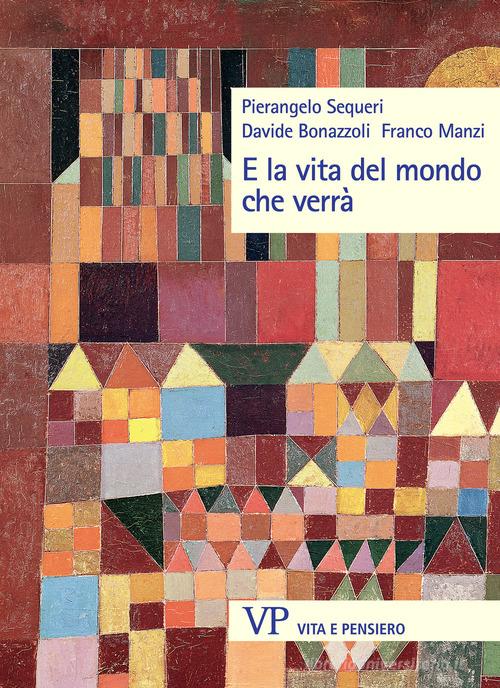 Pierangelo Sequeri
Davide Bonazzoli Franco Manzi
E la vita del mondo
che verrà
VP VITA E PENSIERO